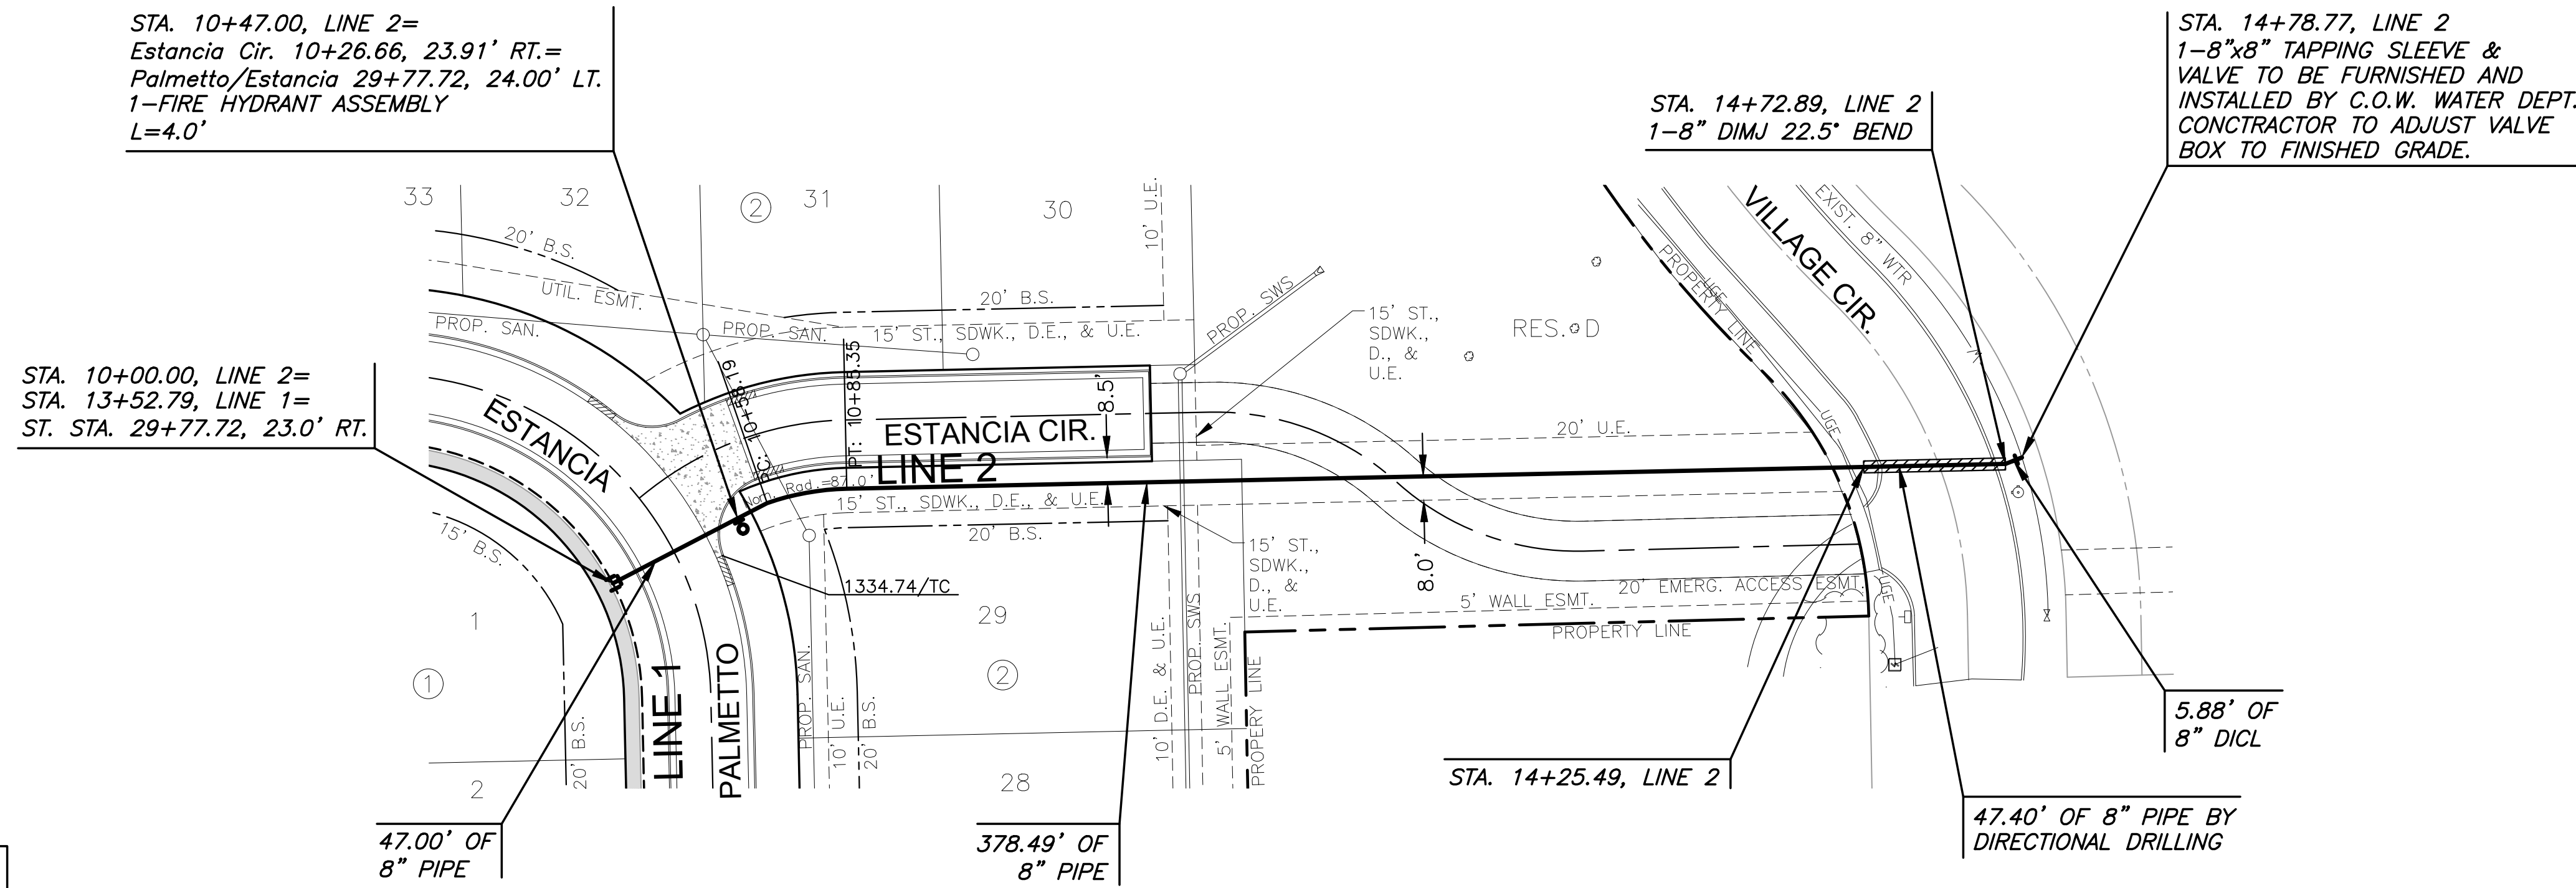 STA. 10+47.00, LINE 2=
Estancia Cir. 10+26.66, 23.91' RT.=
Palmetto/Estancia 29+77.72, 24.00' LT.
1-FIRE HYDRANT ASSEMBLY
L=4.0'
STA. 14+72.89, LINE 2
1-8" DIMJ 22.5° BEND
STA. 14+78.77, LINE 2
1-8"x8" TAPPING SLEEVE &
VALVE TO BE FURNISHED AND
INSTALLED BY C.O.W. WATER DEPT.
CONCTRACTOR TO ADJUST VALVE
BOX TO FINISHED GRADE.
33
32
2
31
30
10' U.E.
20' B.S.
UTIL. ESMT.
20' B.S.
PROP. SAN.
PROP. SAN.
15' ST., SDWK., D.E., & U.E.
PROP. SWS
15' ST.,
SDWK.,
D., &
U.E.
RES. D
PROPERTY LINE
UGE
VILLAGE CIR.
EXIST. 8" WTR
STA. 10+00.00, LINE 2=
STA. 13+52.79, LINE 1=
ST. STA. 29+77.72, 23.0' RT.
ESTANCIA
PC: 10+58.19
PT: 10+85.35
ESTANCIA CIR.
8.5'
20' U.E.
UGE
LINE 2
Nom. Rad.=87.0'
15' ST., SDWK., D.E., & U.E.
20' B.S.
15' B.S.
15' ST.,
SDWK.,
D., &
U.E.
8.0'
1334.74/TC
20' EMERG. ACCESS ESMT.
5' WALL ESMT.
UGE
PROPERTY LINE
1
29
1
2
LINE 1
PALMETTO
PROP. SAN.
10' U.E.
20' B.S.
10' D.E. & U.E.
PROP. SWS
5' WALL ESMT.
PROPERTY LINE
20' B.S.
2
28
5.88' OF
8" DICL
STA. 14+25.49, LINE 2
47.00' OF
8" PIPE
378.49' OF
8" PIPE
47.40' OF 8" PIPE BY
DIRECTIONAL DRILLING